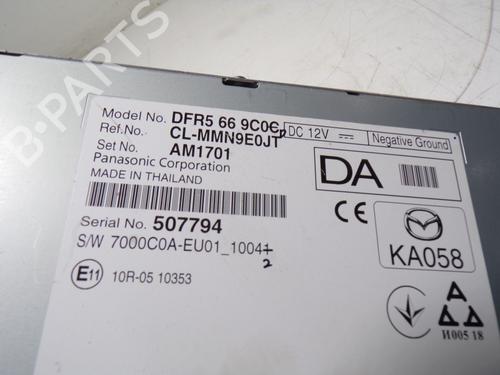 B-PARTS
Model No. DFR5 66 9C0C
DC 12V
Negative Ground
Ref.No. CL-MMN9E0JT
Set No. AM1701
Panasonic Corporation
MADE IN THAILAND
DA
CE
Serial No. 507794
S/W 7000C0A-EU01_1004
2
KA058
E11 10R-05 10353
И005 18